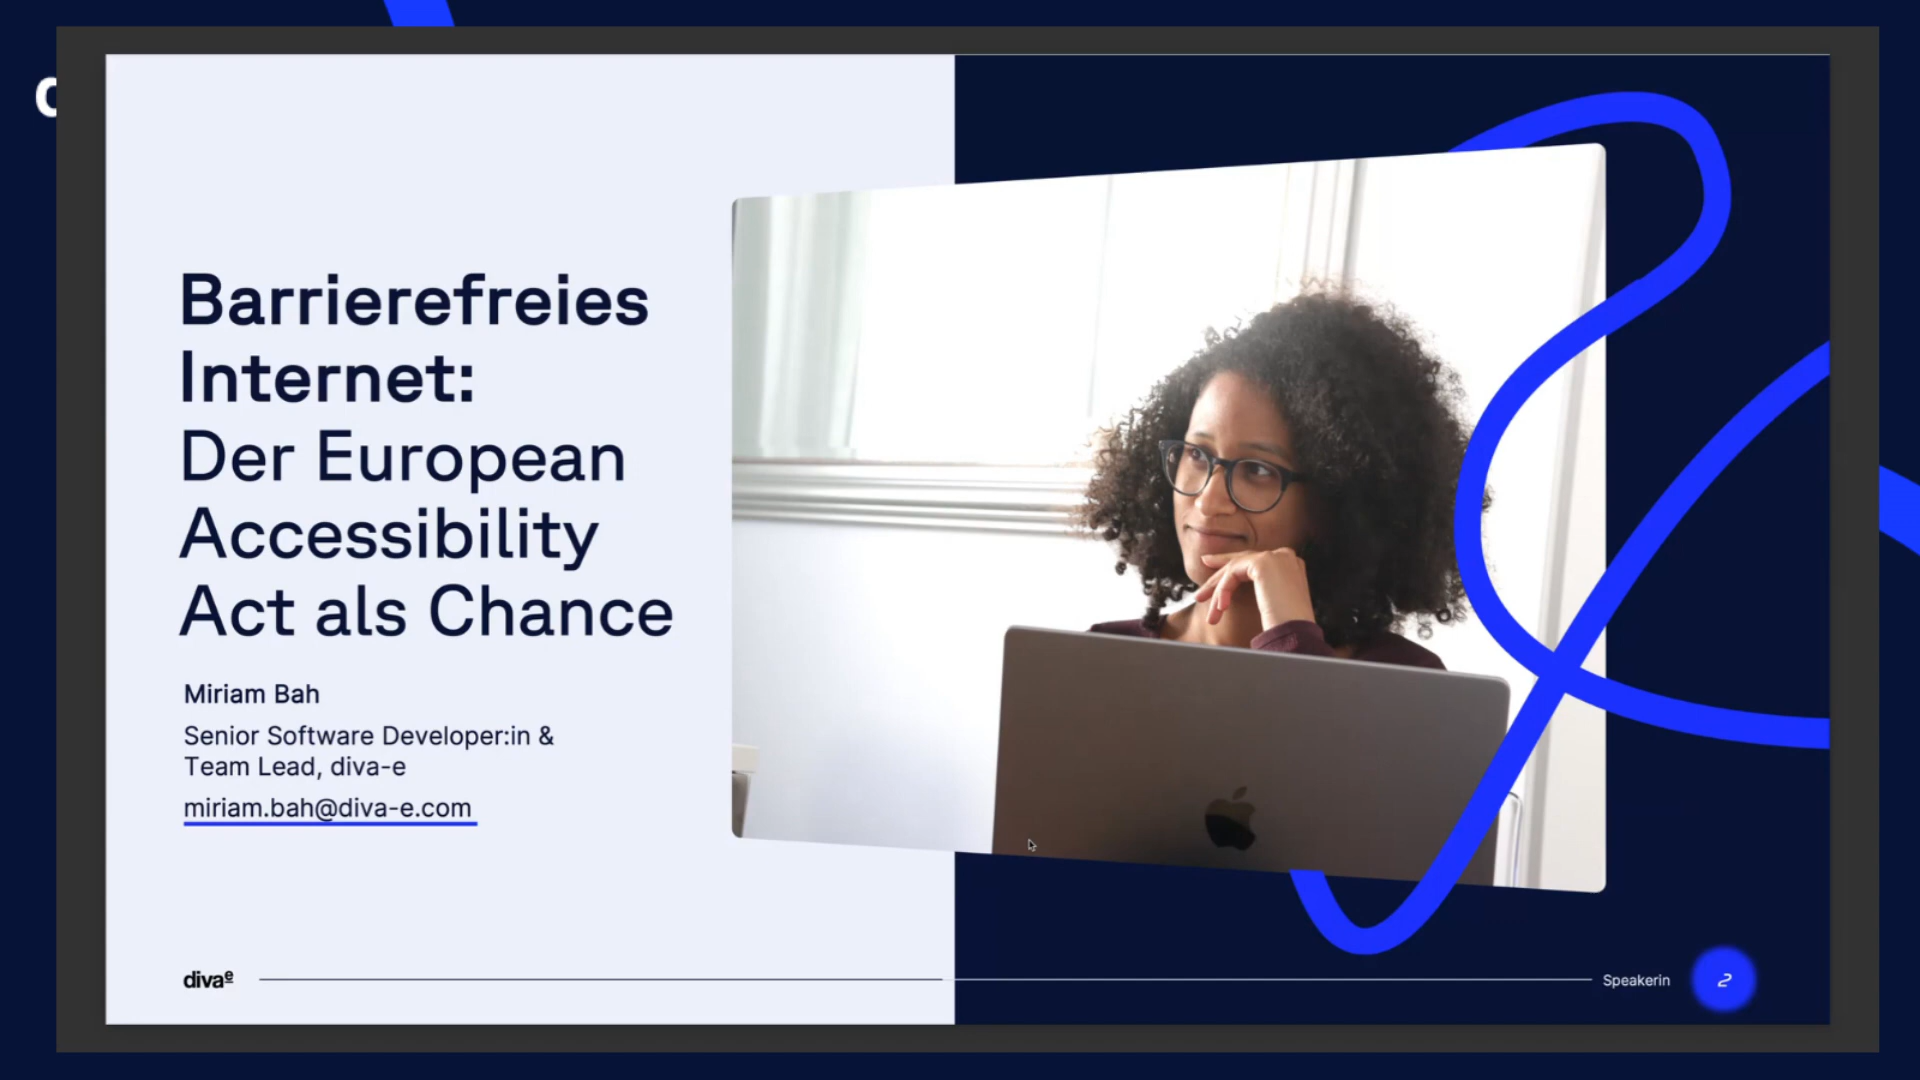 Barrierefreies
Internet:
Der European
Accessibility
Act als Chance
Miriam Bah
Senior Software Developer:in &
Team Lead, diva-e
miriam.bah@diva-e.com
divaᵉ
Speakerin
2